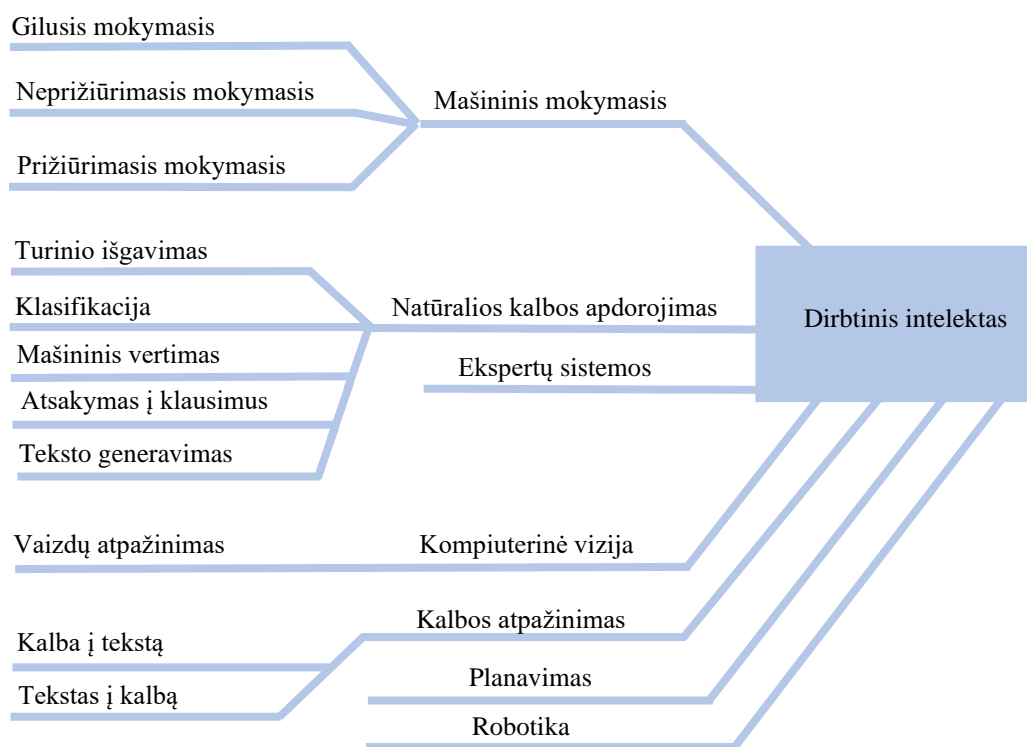 Gilusis mokymasis
Neprižiūrimasis mokymasis
Mašininis mokymasis
Prižiūrimasis mokymasis
Turinio išgavimas
Klasifikacija
Natūralios kalbos apdorojimas
Dirbtinis intelektas
Mašininis vertimas
Ekspertų sistemos
Atsakymas į klausimus
Teksto generavimas
Vaizdų atpažinimas
Kompiuterinė vizija
Kalbos atpažinimas
Kalba į tekstą
Planavimas
Tekstas į kalbą
Robotika